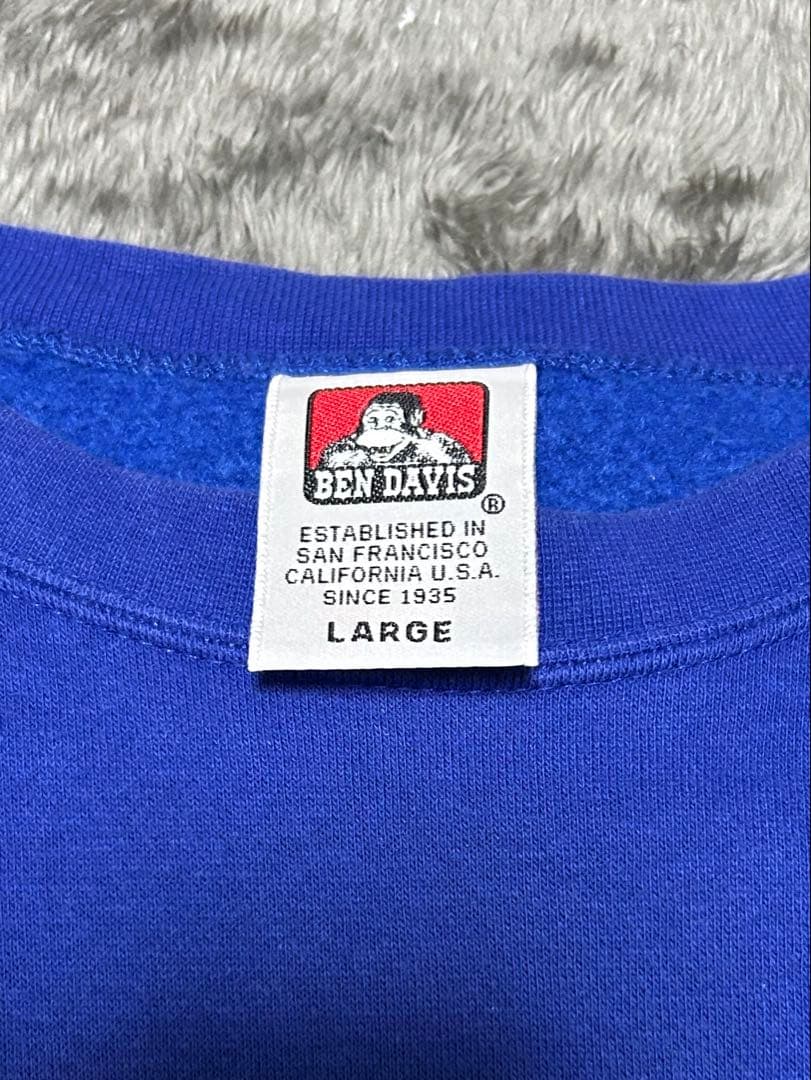 BEN DAVIS
®
ESTABLISHED IN
SAN FRANCISCO
CALIFORNIA U.S.A.
SINCE 1935
LARGE